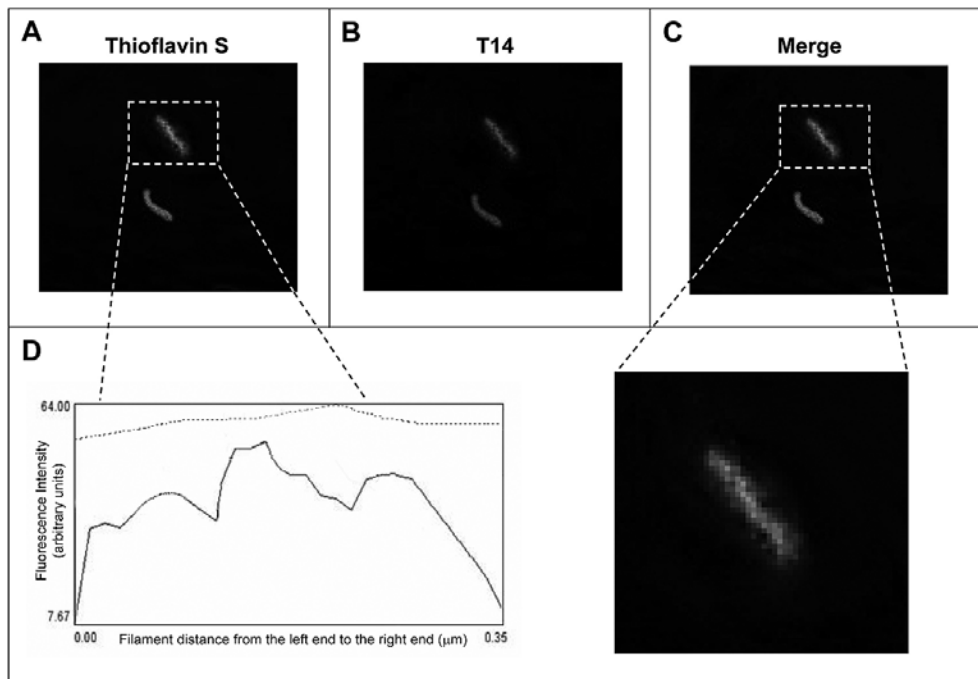 A
Thioflavin S
B
T14
C
Merge
D
64.00
Fluorescence Intensity
(arbitrary units)
7.67
0.00
Filament distance from the left end to the right end (μm)
0.35